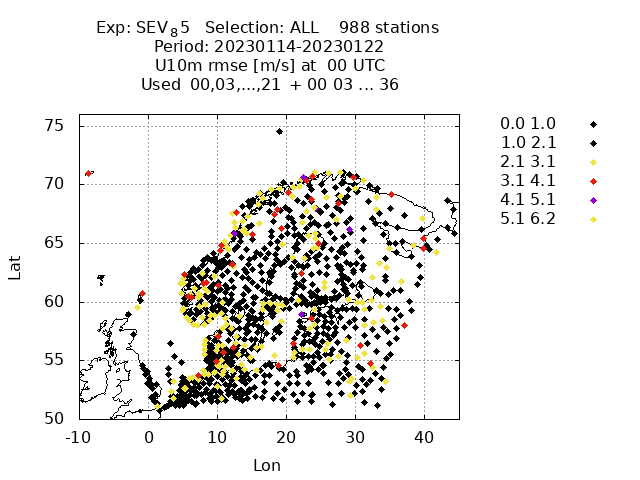 Exp: SEV₈5 Selection: ALL 988 stations
Period: 20230114-20230122
U10m rmse [m/s] at 00 UTC
Used 00,03,...,21 + 00 03 ... 36
75
70
65
60
55
50
-10 0 10 20 30 40
Lat
Lon
0.0 1.0
1.0 2.1
2.1 3.1
3.1 4.1
4.1 5.1
5.1 6.2